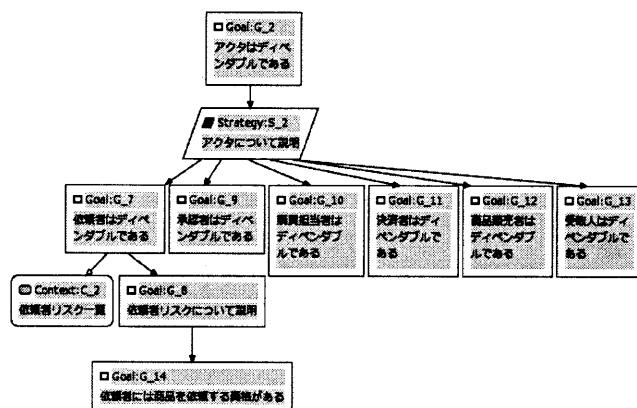 Goal:G_2
アクタはディペ
ンダブルである
Strategy:S_2
アクタについて説明
Goal:G_7
依頼者はディペ
ンダブルである
Goal:G_9
承認者はディペ
ンダブルである
Goal:G_10
購買担当者は
ディペンダブ
ルである
Goal:G_11
決済者はディ
ペンダブルで
ある
Goal:G_12
商品販売者は
ディペンダブ
ルである
Goal:G_13
受取人はディ
ペンダブルで
ある
Context:C_2
依頼者リスク一覧
Goal:G_8
依頼者リスクについて説明
Goal:G_14
依頼者には商品を依頼する資格がある